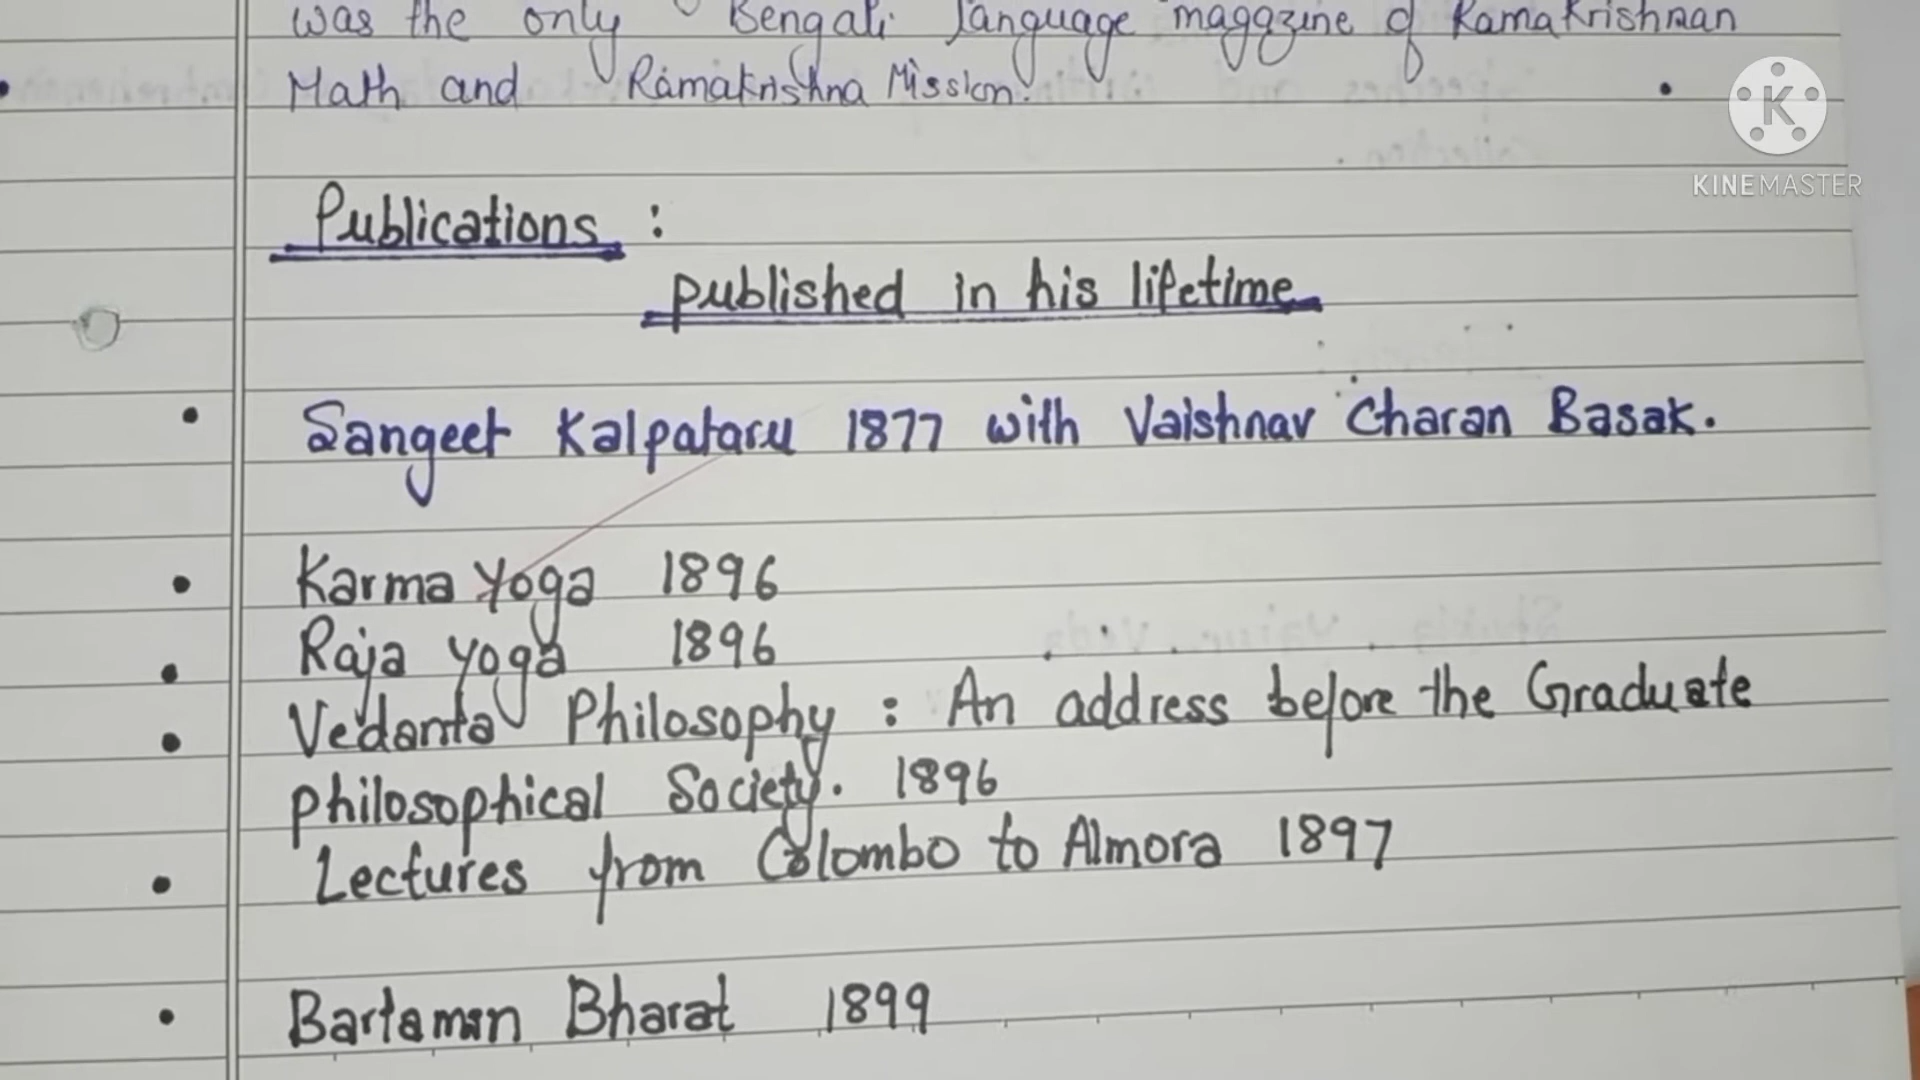 was the only Bengali language magazine of Ramakrishnan
Math and Ramakrishna Mission.
K
KINEMASTER
Publications :
published in his lifetime
• Sangeet Kalpataru 1877 with Vaishnav Charan Basak.
• Karma Yoga 1896
• Raja yoga 1896
• Vedanta Philosophy : An address before the Graduate
philosophical Society. 1896
• Lectures from Colombo to Almora 1897
• Bartaman Bharat 1899